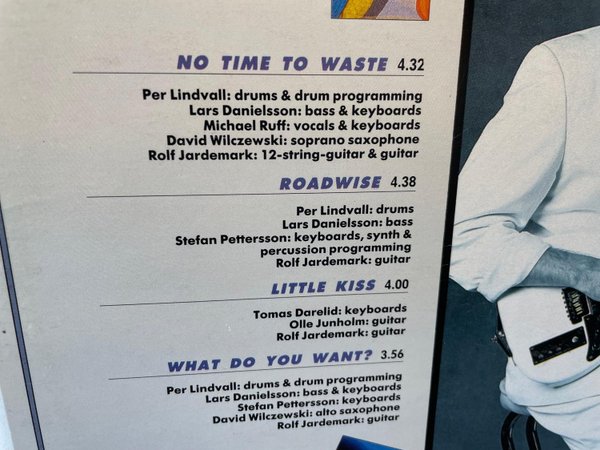 NO TIME TO WASTE 4.32
Per Lindvall: drums & drum programming
Lars Danielsson: bass & keyboards
Michael Ruff: vocals & keyboards
David Wilczewski: soprano saxophone
Rolf Jardemark: 12-string-guitar & guitar
ROADWISE 4.38
Per Lindvall: drums
Lars Danielsson: bass
Stefan Pettersson: keyboards, synth &
percussion programming
Rolf Jardemark: guitar
LITTLE KISS 4.00
Tomas Darelid: keyboards
Olle Junholm: guitar
Rolf Jardemark: guitar
WHAT DO YOU WANT? 3.56
Per Lindvall: drums & drum programming
Lars Danielsson: bass & keyboards
Stefan Pettersson: keyboards
David Wilczewski: alto saxophone
Rolf Jardemark: guitar